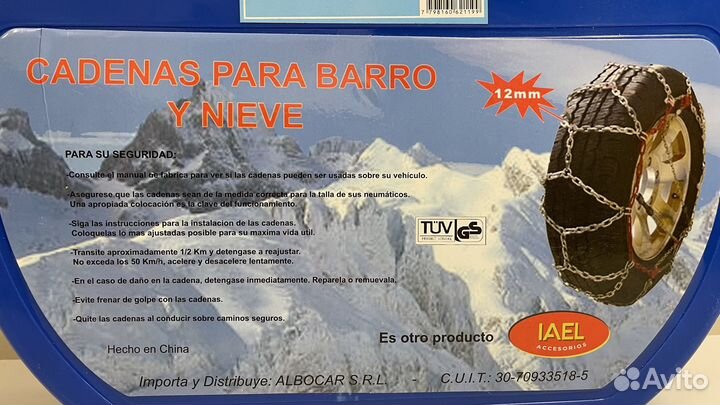 7 798160 621199
CADENAS PARA BARRO
Y NIEVE
12mm
PARA SU SEGURIDAD:
-Consulte el manual de fabrica para ver si las cadenas pueden ser usadas sobre su vehículo.
-Asegurese,que las cadenas sean de la medida correcta para la talla de sus neumáticos.
Una apropiada colocación es la clave del funcionamiento.
-Siga las instrucciones para la instalacion de las cadenas.
Coloquelas lo mas ajustadas posible para su maxima vida util.
TÜV GS
-Transite aproximadamente 1/2 Km y detengase a reajustar.
No exceda los 50 Km/h, acelere y desacelere lentamente.
-En el caso de daño en la cadena, detengase inmediatamente. Reparela o remuevala.
-Evite frenar de golpe con las cadenas.
-Quite las cadenas al conducir sobre caminos seguros.
Es otro producto
IAEL
ACCESORIOS
Hecho en China
Importa y Distribuye: ALBOCAR S.R.L. - C.U.I.T.: 30-70933518-5
Avito